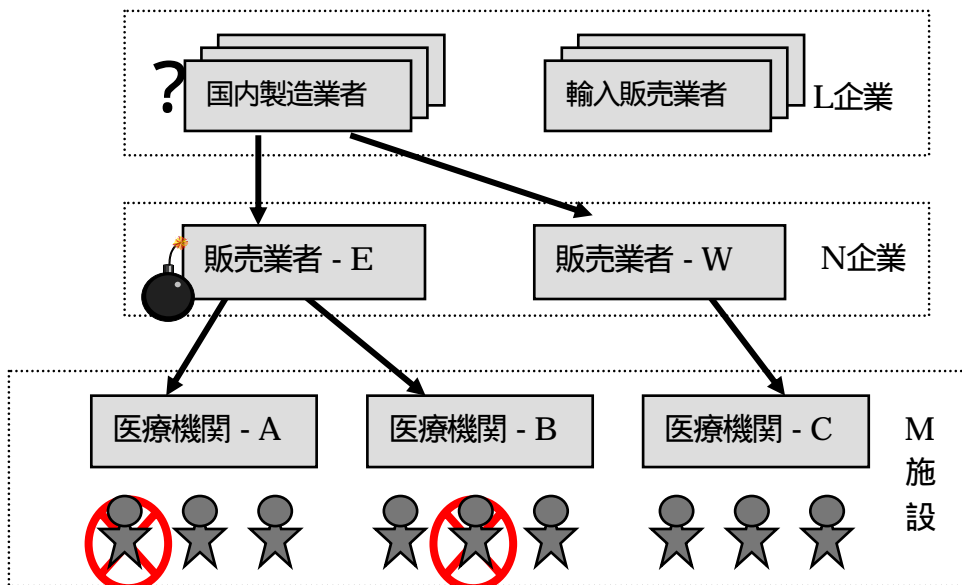 ?
国内製造業者
輸入販売業者
L企業
販売業者 - E
販売業者 - W
N企業
医療機関 - A
医療機関 - B
医療機関 - C
M
施
設